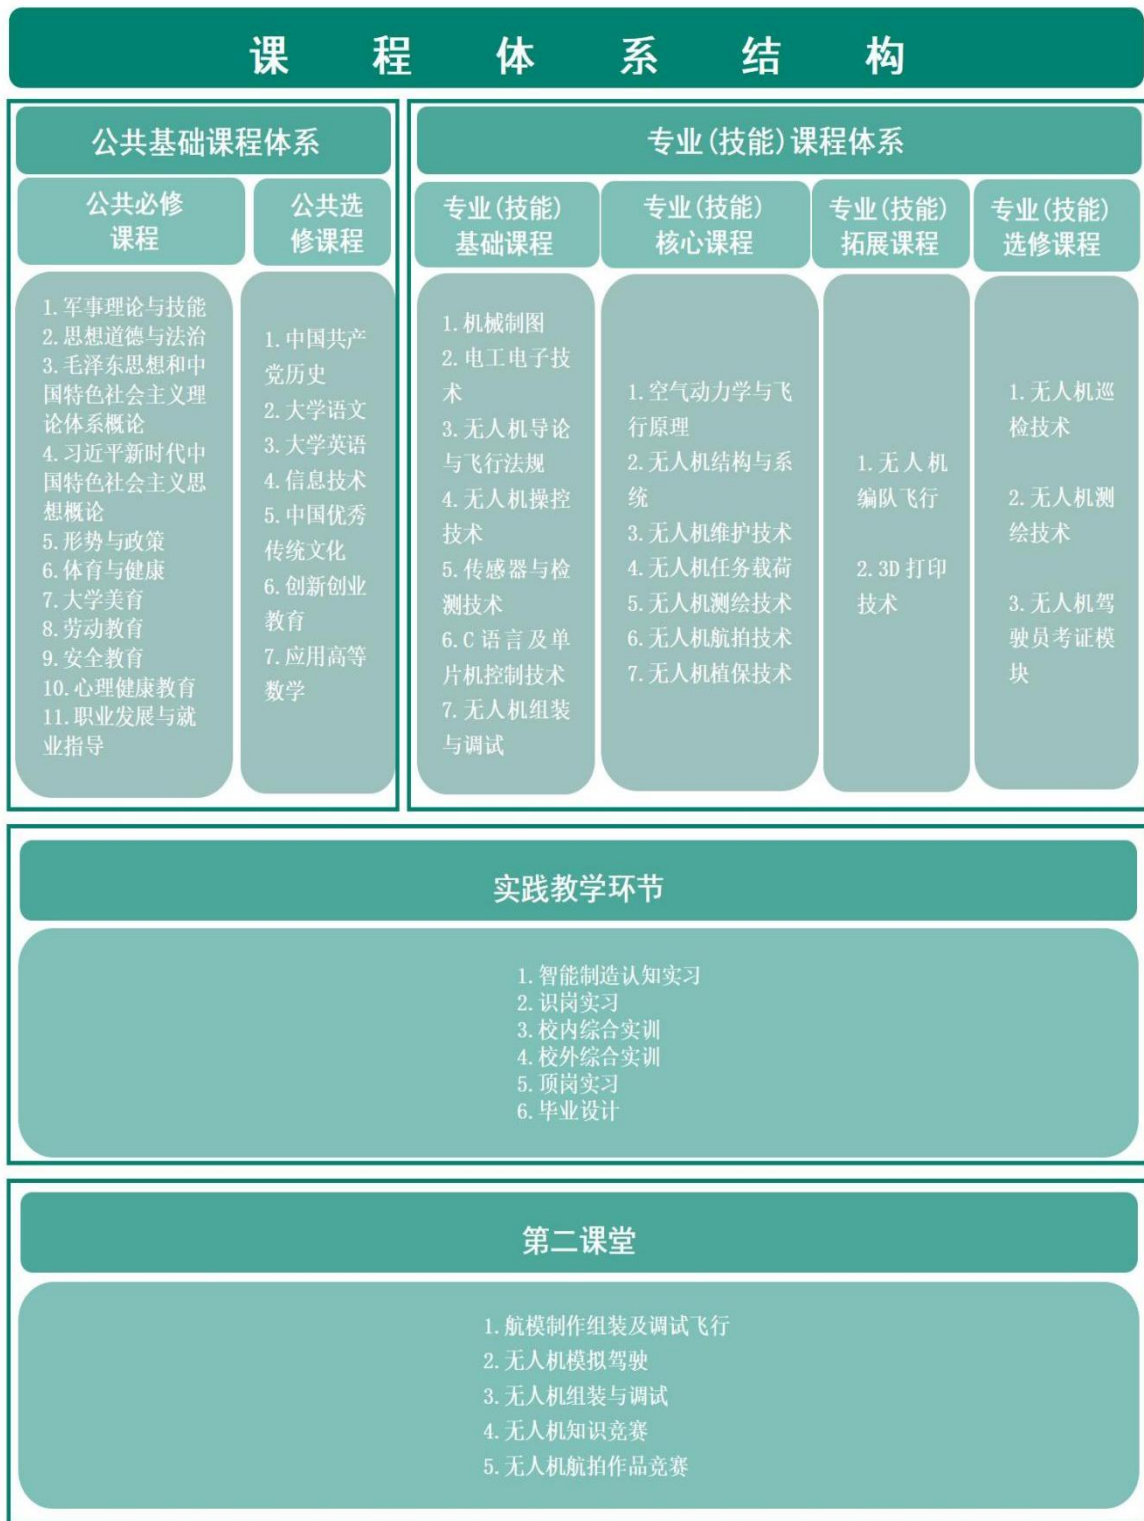 课程体系结构
公共基础课程体系
公共必修
课程
1.军事理论与技能
2.思想道德与法治
3.毛泽东思想和中
国特色社会主义理
论体系概论
4.习近平新时代中
国特色社会主义思
想概论
5.形势与政策
6.体育与健康
7.大学美育
8.劳动教育
9.安全教育
10.心理健康教育
11.职业发展与就
业指导
公共选
修课程
1.中国共产
党历史
2.大学语文
3.大学英语
4.信息技术
5.中国优秀
传统文化
6.创新创业
教育
7.应用高等
数学
专业(技能)课程体系
专业(技能)
基础课程
1.机械制图
2.电工电子技
术
3.无人机导论
与飞行法规
4.无人机操控
技术
5.传感器与检
测技术
6.C 语言及单
片机控制技术
7.无人机组装
与调试
专业(技能)
核心课程
1.空气动力学与飞
行原理
2.无人机结构与系
统
3.无人机维护技术
4.无人机任务载荷
5.无人机测绘技术
6.无人机航拍技术
7.无人机植保技术
专业(技能)
拓展课程
1.无人机
编队飞行
2.3D 打印
技术
专业(技能)
选修课程
1.无人机巡
检技术
2.无人机测
绘技术
3.无人机驾
驶员考证模
块
实践教学环节
1.智能制造认知实习
2.识岗实习
3.校内综合实训
4.校外综合实训
5.顶岗实习
6.毕业设计
第二课堂
1.航模制作组装及调试飞行
2.无人机模拟驾驶
3.无人机组装与调试
4.无人机知识竞赛
5.无人机航拍作品竞赛